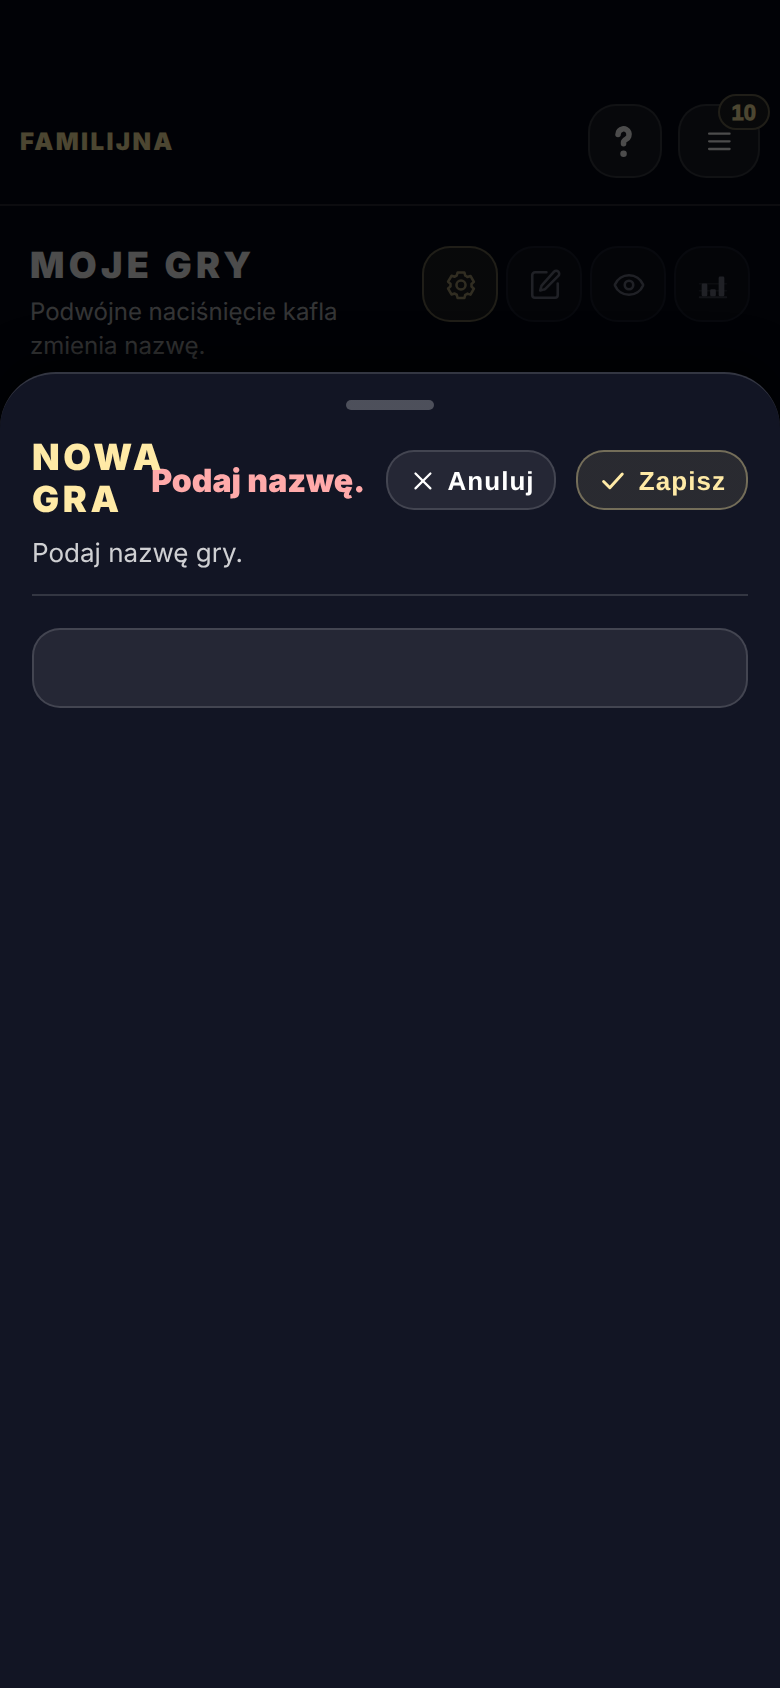 FAMILIJNA
10
MOJE GRY
Podwójne naciśnięcie kafla
zmienia nazwę.
NOWA
GRA
Podaj nazwę.
Anuluj
Zapisz
Podaj nazwę gry.